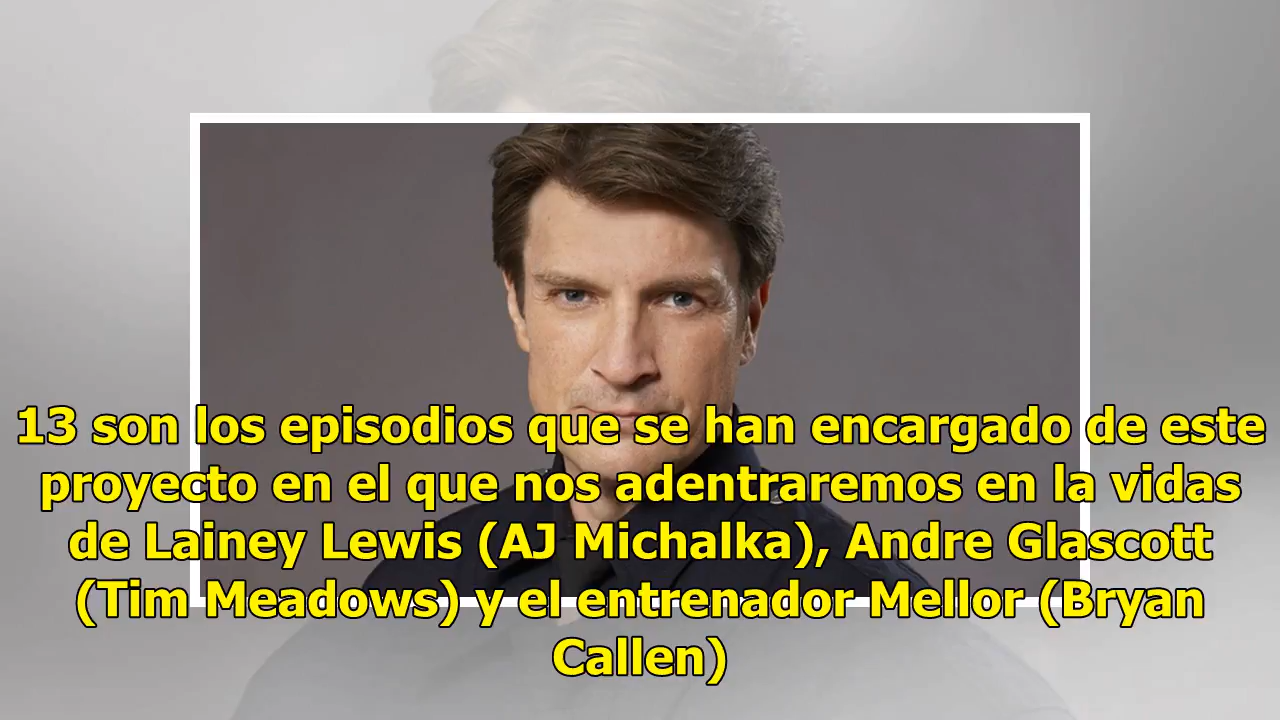 13 son los episodios que se han encargado de este
proyecto en el que nos adentraremos en la vidas
de Lainey Lewis (AJ Michalka), Andre Glascott
(Tim Meadows) y el entrenador Mellor (Bryan
Callen)